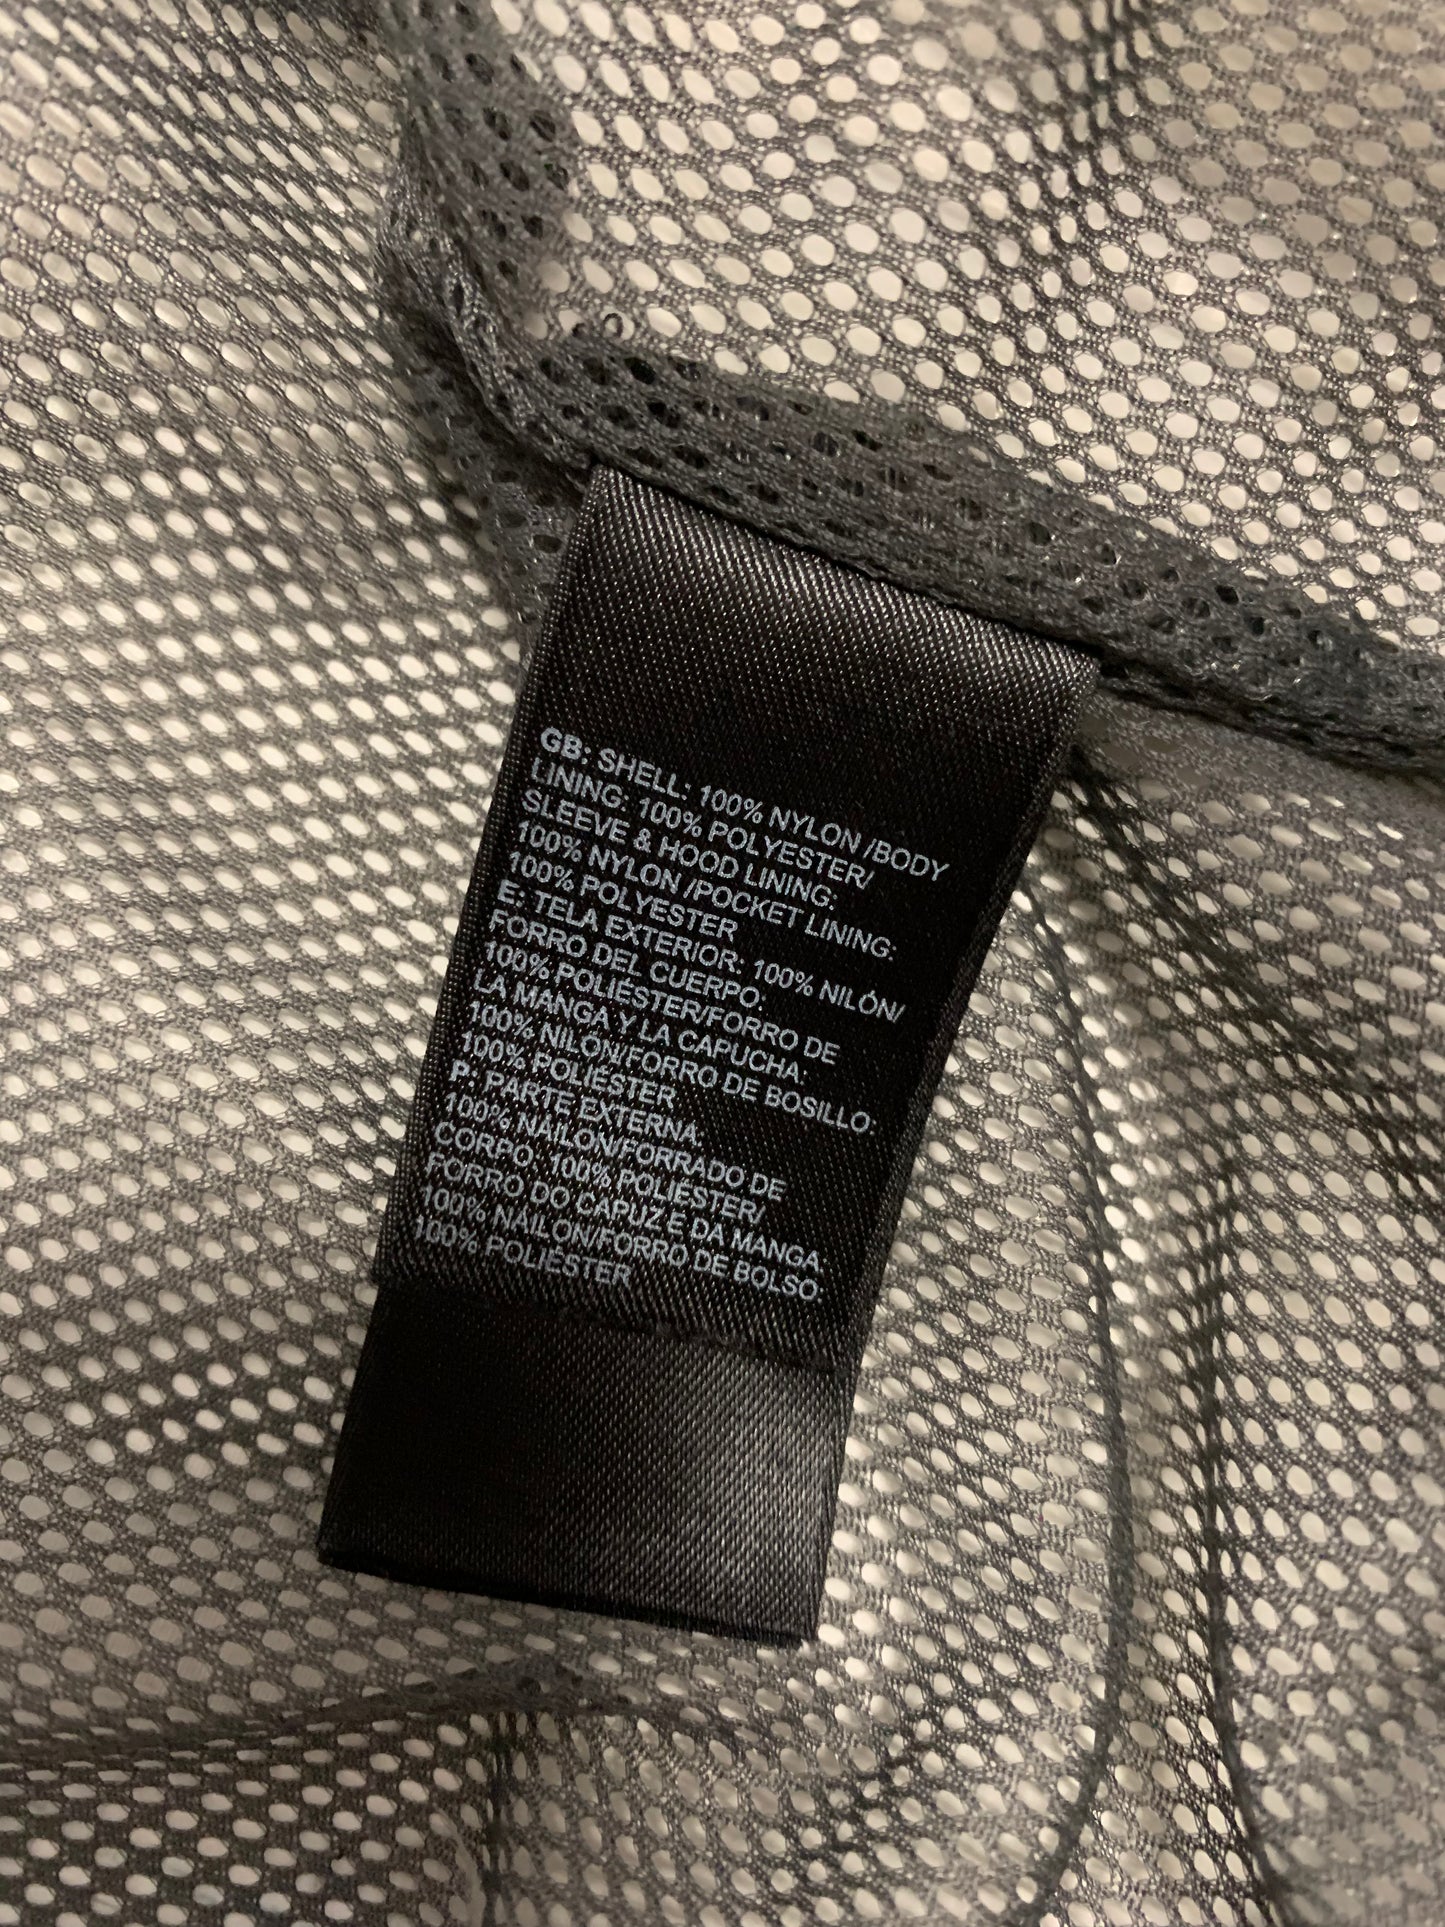 GB: SHELL: 100% NYLON /BODY
LINING: 100% POLYESTER/
SLEEVE & HOOD LINING:
100% NYLON /POCKET LINING:
100% POLYESTER
E: TELA EXTERIOR: 100% NILÓN/
FORRO DEL CUERPO:
100% POLIÉSTER/FORRO DE
LA MANGA Y LA CAPUCHA:
100% NILÓN/FORRO DE BOSILLO:
100% POLIÉSTER
P: PARTE EXTERNA:
100% NÁILON/FORRADO DE
CORPO: 100% POLIÉSTER/
FORRO DO CAPUZ E DA MANGA
100% NÁILON/FORRO DE BOLSO
100% POLIÉSTER